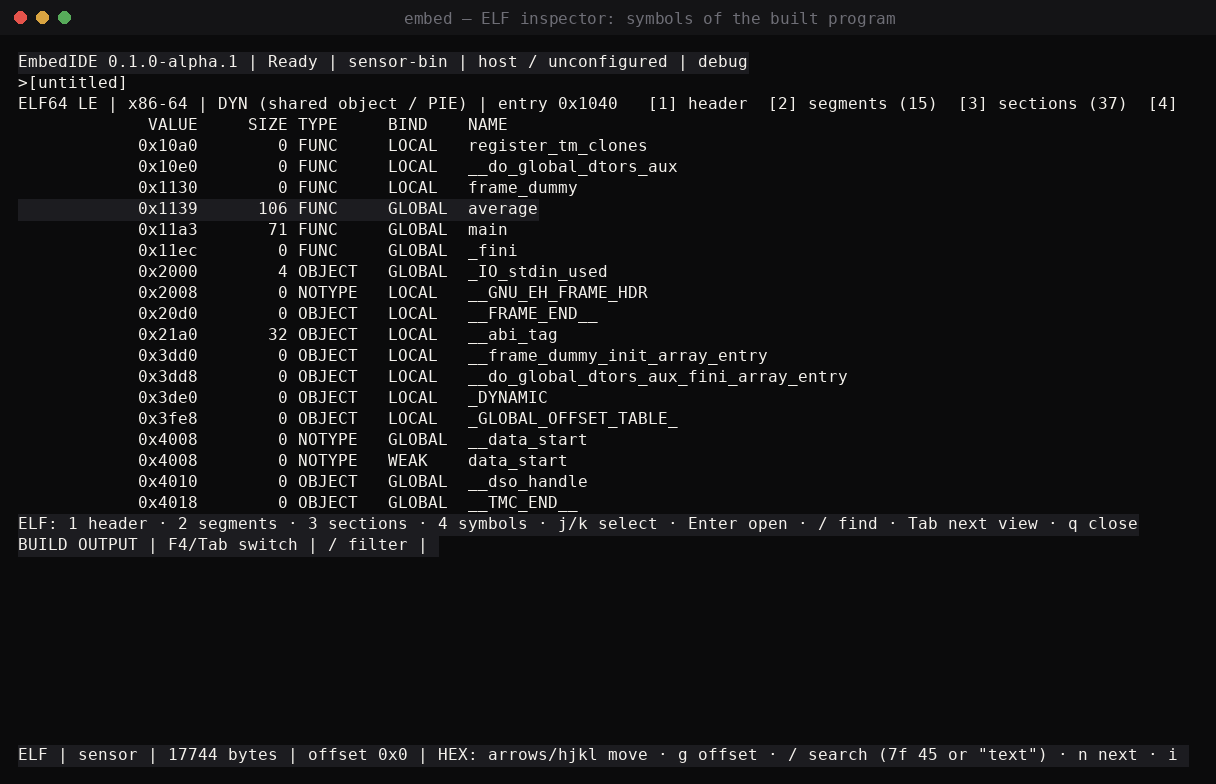 embed — ELF inspector: symbols of the built program
EmbedIDE 0.1.0-alpha.1 | Ready | sensor-bin | host / unconfigured | debug
>[untitled]
ELF64 LE | x86-64 | DYN (shared object / PIE) | entry 0x1040   [1] header  [2] segments (15)  [3] sections (37)  [4]
VALUE     SIZE TYPE     BIND    NAME
0x10a0        0 FUNC     LOCAL   register_tm_clones
0x10e0        0 FUNC     LOCAL   __do_global_dtors_aux
0x1130        0 FUNC     LOCAL   frame_dummy
0x1139      106 FUNC     GLOBAL  average
0x11a3       71 FUNC     GLOBAL  main
0x11ec        0 FUNC     GLOBAL  _fini
0x2000        4 OBJECT   GLOBAL  _IO_stdin_used
0x2008        0 NOTYPE   LOCAL   __GNU_EH_FRAME_HDR
0x20d0        0 OBJECT   LOCAL   __FRAME_END__
0x21a0       32 OBJECT   LOCAL   __abi_tag
0x3dd0        0 OBJECT   LOCAL   __frame_dummy_init_array_entry
0x3dd8        0 OBJECT   LOCAL   __do_global_dtors_aux_fini_array_entry
0x3de0        0 OBJECT   LOCAL   _DYNAMIC
0x3fe8        0 OBJECT   LOCAL   _GLOBAL_OFFSET_TABLE_
0x4008        0 NOTYPE   GLOBAL  __data_start
0x4008        0 NOTYPE   WEAK    data_start
0x4010        0 OBJECT   GLOBAL  __dso_handle
0x4018        0 OBJECT   GLOBAL  __TMC_END__
ELF: 1 header · 2 segments · 3 sections · 4 symbols · j/k select · Enter open · / find · Tab next view · q close
BUILD OUTPUT | F4/Tab switch | / filter |
ELF | sensor | 17744 bytes | offset 0x0 | HEX: arrows/hjkl move · g offset · / search (7f 45 or "text") · n next · i